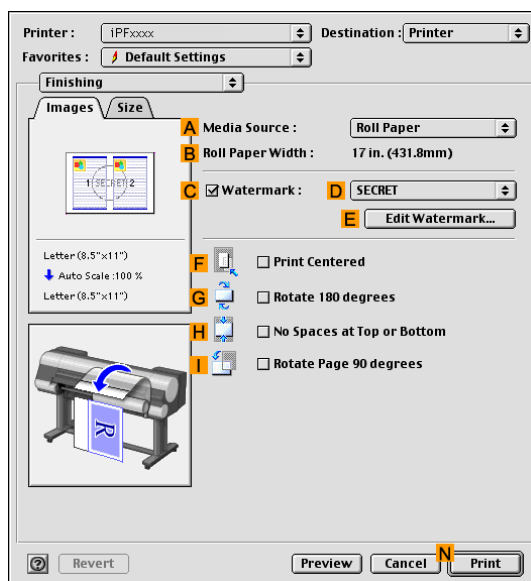 Printer : iPFxxxx Destination : Printer
Favorites : Default Settings
Finishing
Images Size
A Media Source : Roll Paper
B Roll Paper Width : 17 in. (431.8mm)
C Watermark : D SECRET
E Edit Watermark...
1 SECRET 2
Letter (8.5"x11")
Auto Scale :100 %
Letter (8.5"x11")
F Print Centered
G Rotate 180 degrees
H No Spaces at Top or Bottom
I Rotate Page 90 degrees
R
N
? Revert Preview Cancel Print